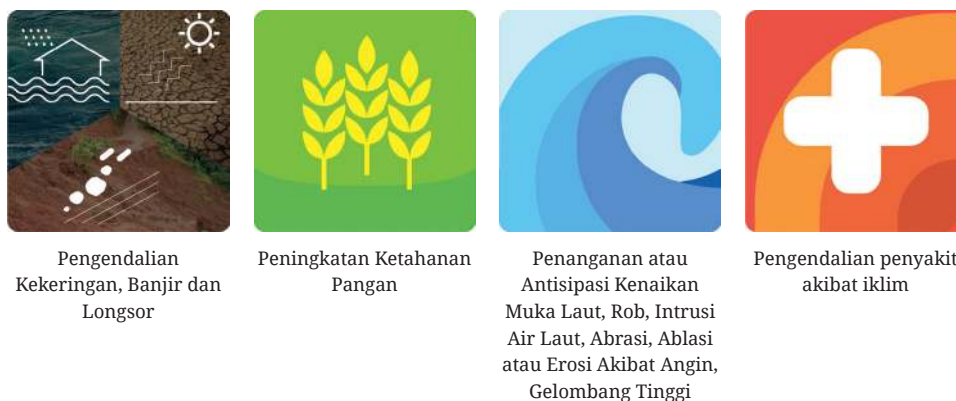 Pengendalian
Kekeringan, Banjir dan
Longsor
Peningkatan Ketahanan
Pangan
Penanganan atau
Antisipasi Kenaikan
Muka Laut, Rob, Intrusi
Air Laut, Abrasi, Ablasi
atau Erosi Akibat Angin,
Gelombang Tinggi
Pengendalian penyakit
akibat iklim